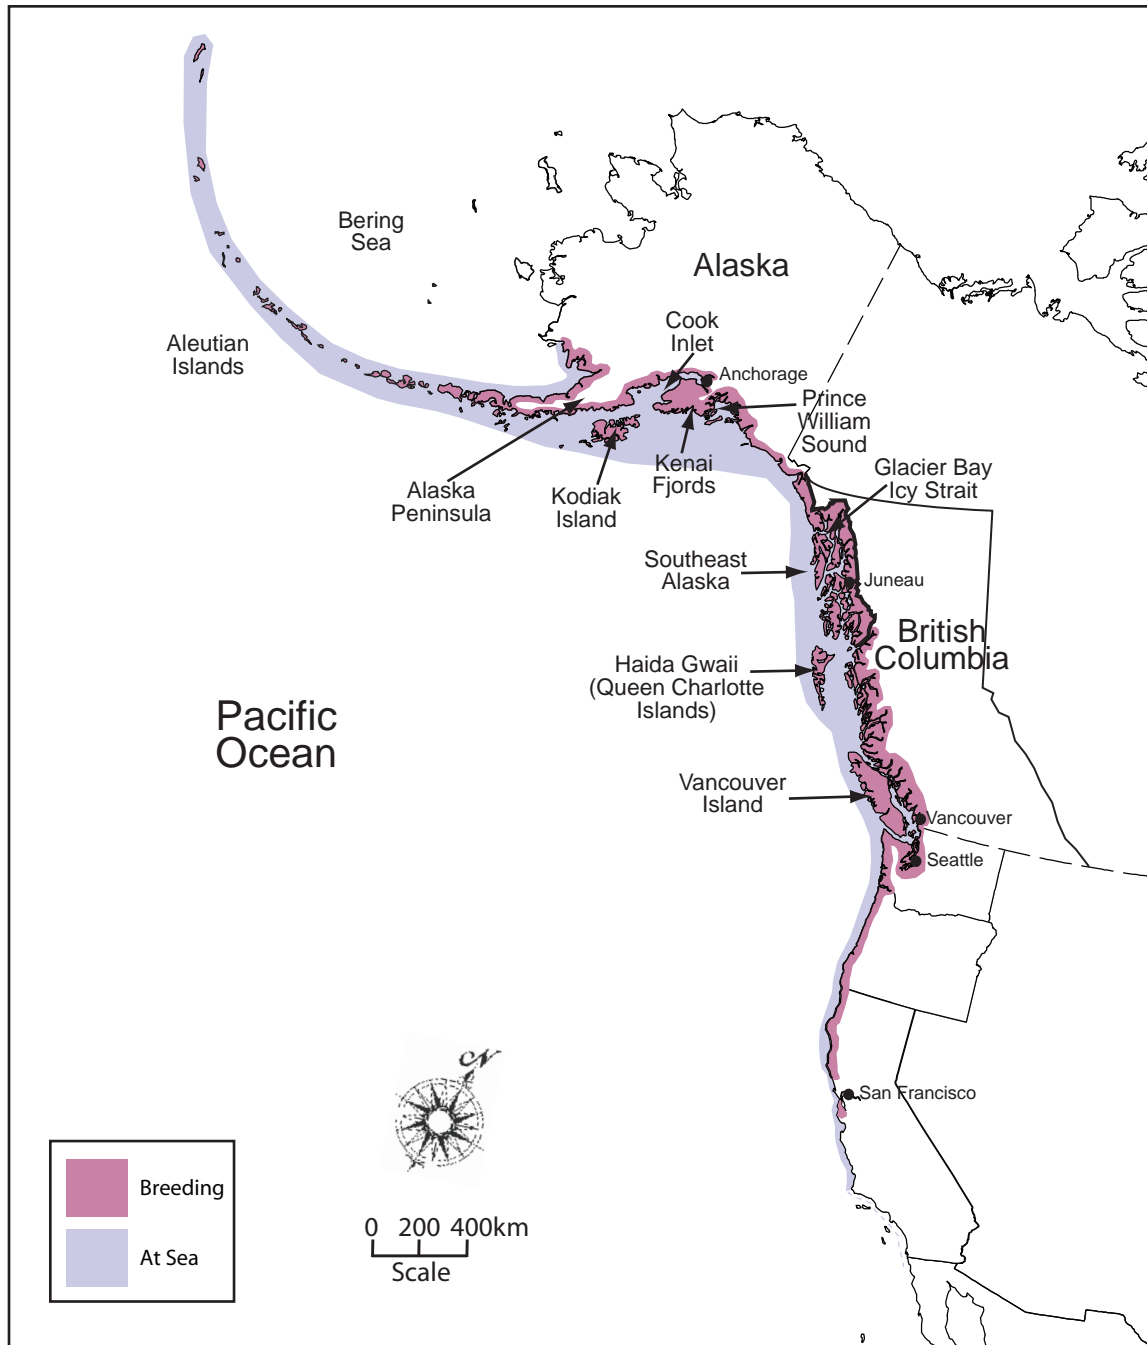 Bering
Sea
Alaska
Aleutian
Islands
Cook
Inlet
Anchorage
Prince
William
Sound
Alaska
Peninsula
Kodiak
Island
Kenai
Fjords
Glacier Bay
Icy Strait
Southeast
Alaska
Juneau
British
Columbia
Haida Gwaii
(Queen Charlotte
Islands)
Pacific
Ocean
Vancouver
Island
Vancouver
Seattle
San Francisco
N
Breeding
At Sea
0 200 400km
Scale